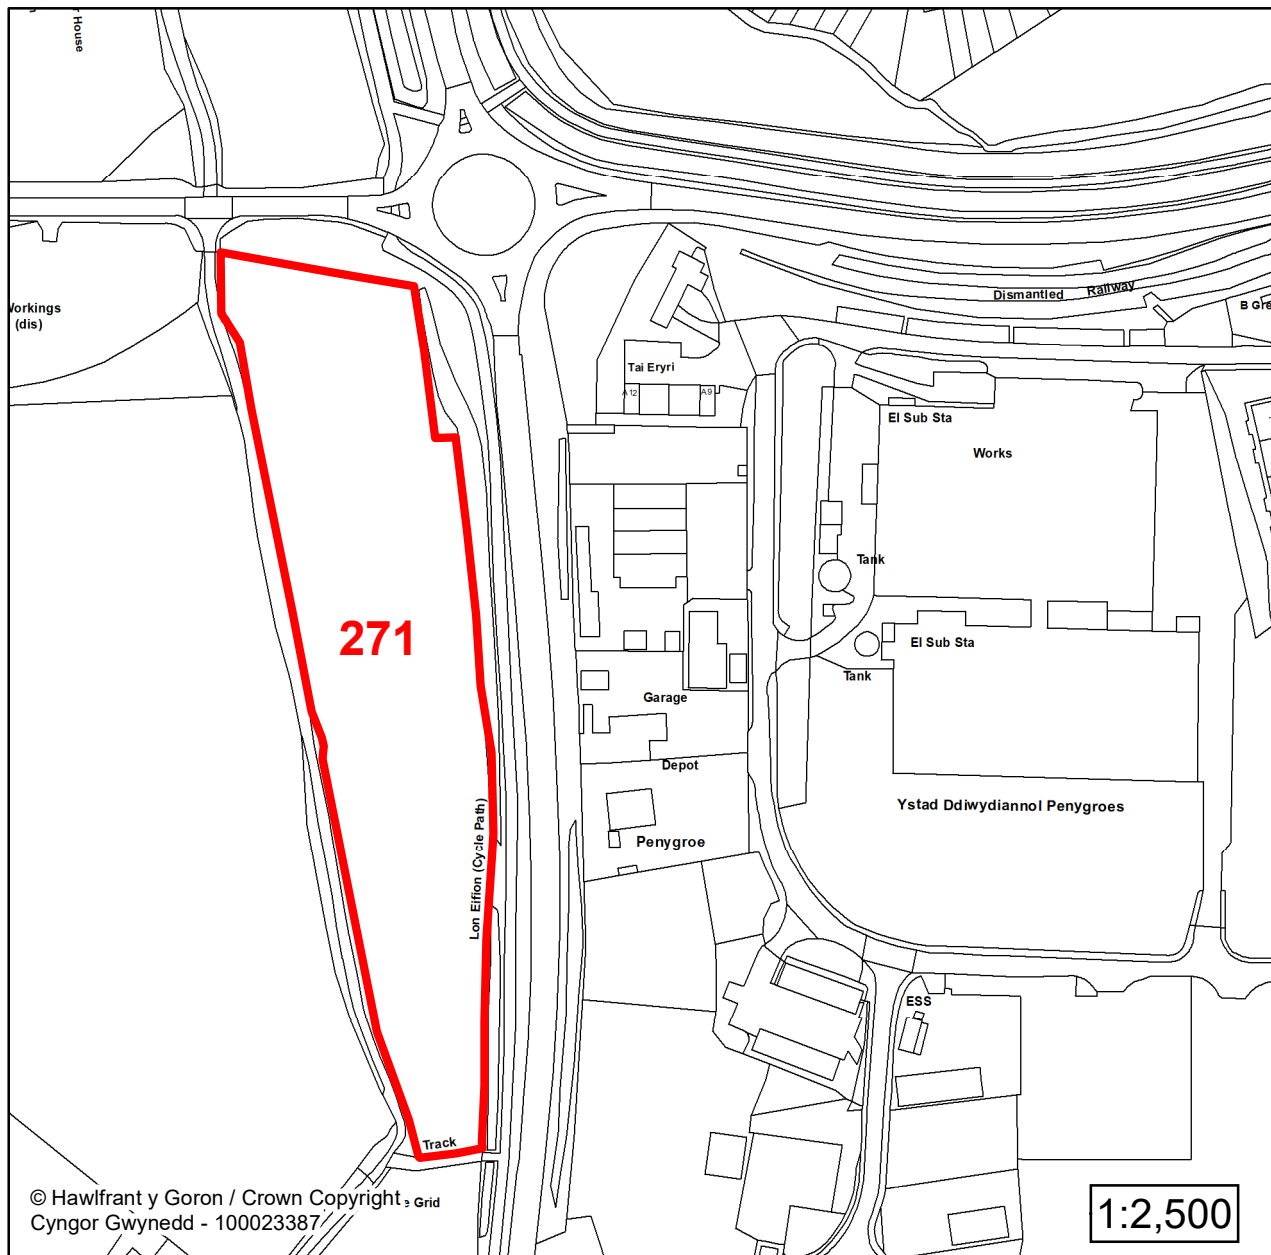 House
Workings
(dis)
Dismantled Railway
B Gre
Tai Eryri
A12
A9
El Sub Sta
Works
Tank
271
El Sub Sta
Tank
Garage
Depot
Ystad Ddiwydiannol Penygroes
Penygroe
Lon Eifion (Cycle Path)
ESS
Track
e Grid
© Hawlfrant y Goron / Crown Copyright
Cyngor Gwynedd - 100023387
1:2,500